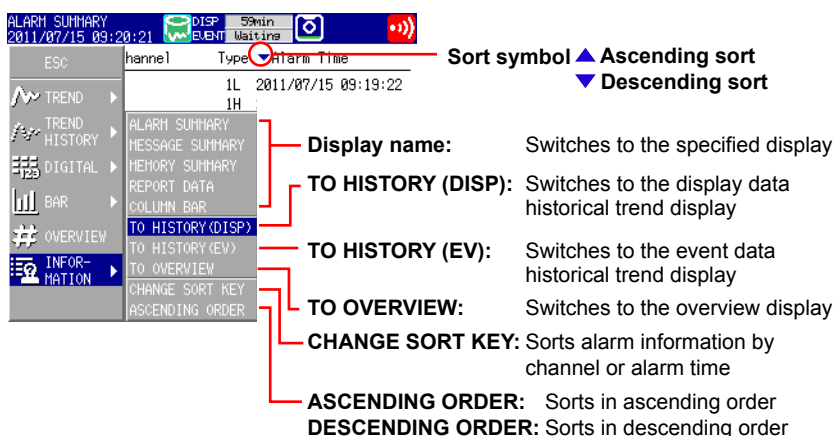 ALARM SUMMARY
2011/07/15 09:20:21
DISP 59min
EVENT Waiting
ESC
TREND
TREND HISTORY
DIGITAL
BAR
OVERVIEW
INFOR-
MATION
hannel Type Alarm Time
1L 2011/07/15 09:19:22
1H
ALARM SUMMARY
MESSAGE SUMMARY
MEMORY SUMMARY
REPORT DATA
COLUMN BAR
TO HISTORY(DISP)
TO HISTORY(EV)
TO OVERVIEW
CHANGE SORT KEY
ASCENDING ORDER
Sort symbol ▲ Ascending sort
▼ Descending sort
Display name: Switches to the specified display
TO HISTORY (DISP): Switches to the display data
historical trend display
TO HISTORY (EV): Switches to the event data
historical trend display
TO OVERVIEW: Switches to the overview display
CHANGE SORT KEY: Sorts alarm information by
channel or alarm time
ASCENDING ORDER: Sorts in ascending order
DESCENDING ORDER: Sorts in descending order